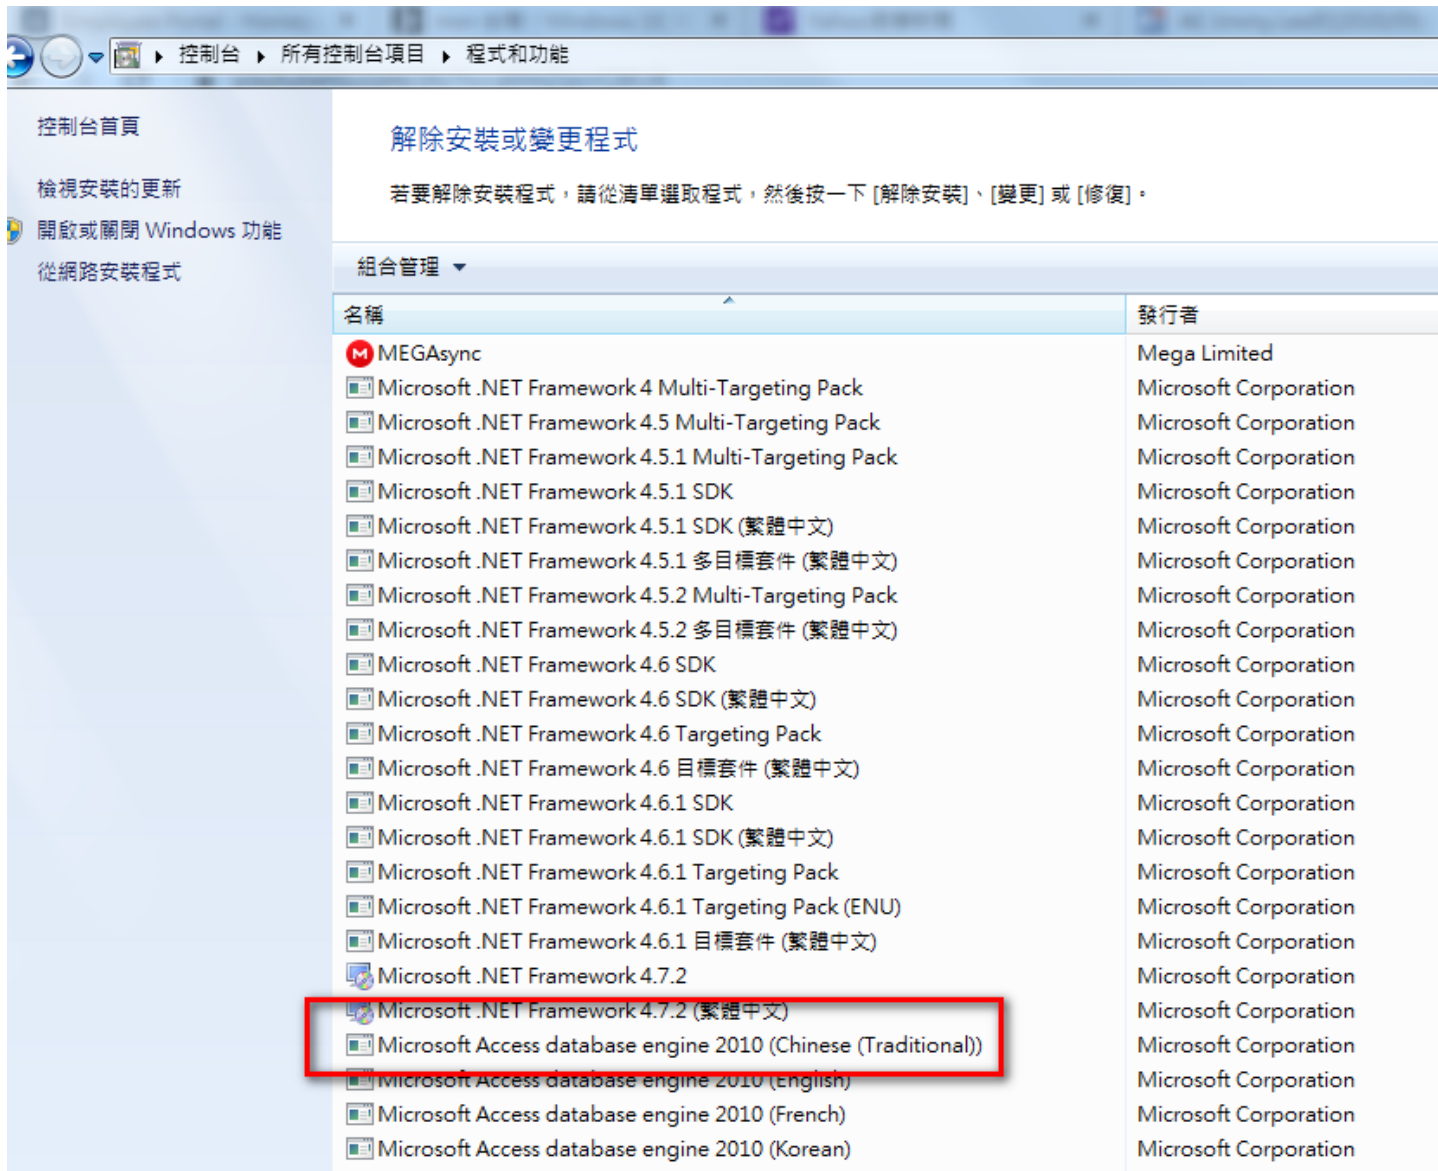 控制台 ▸ 所有控制台項目 ▸ 程式和功能
控制台首頁
檢視安裝的更新
開啟或關閉 Windows 功能
從網路安裝程式
解除安裝或變更程式
若要解除安裝程式，請從清單選取程式，然後按一下 [解除安裝]、[變更] 或 [修復]。
組合管理
名稱 發行者
MEGAsync Mega Limited
Microsoft .NET Framework 4 Multi-Targeting Pack Microsoft Corporation
Microsoft .NET Framework 4.5 Multi-Targeting Pack Microsoft Corporation
Microsoft .NET Framework 4.5.1 Multi-Targeting Pack Microsoft Corporation
Microsoft .NET Framework 4.5.1 SDK Microsoft Corporation
Microsoft .NET Framework 4.5.1 SDK (繁體中文) Microsoft Corporation
Microsoft .NET Framework 4.5.1 多目標套件 (繁體中文) Microsoft Corporation
Microsoft .NET Framework 4.5.2 Multi-Targeting Pack Microsoft Corporation
Microsoft .NET Framework 4.5.2 多目標套件 (繁體中文) Microsoft Corporation
Microsoft .NET Framework 4.6 SDK Microsoft Corporation
Microsoft .NET Framework 4.6 SDK (繁體中文) Microsoft Corporation
Microsoft .NET Framework 4.6 Targeting Pack Microsoft Corporation
Microsoft .NET Framework 4.6 目標套件 (繁體中文) Microsoft Corporation
Microsoft .NET Framework 4.6.1 SDK Microsoft Corporation
Microsoft .NET Framework 4.6.1 SDK (繁體中文) Microsoft Corporation
Microsoft .NET Framework 4.6.1 Targeting Pack Microsoft Corporation
Microsoft .NET Framework 4.6.1 Targeting Pack (ENU) Microsoft Corporation
Microsoft .NET Framework 4.6.1 目標套件 (繁體中文) Microsoft Corporation
Microsoft .NET Framework 4.7.2 Microsoft Corporation
Microsoft .NET Framework 4.7.2 (繁體中文) Microsoft Corporation
Microsoft Access database engine 2010 (Chinese (Traditional)) Microsoft Corporation
Microsoft Access database engine 2010 (English) Microsoft Corporation
Microsoft Access database engine 2010 (French) Microsoft Corporation
Microsoft Access database engine 2010 (Korean) Microsoft Corporation